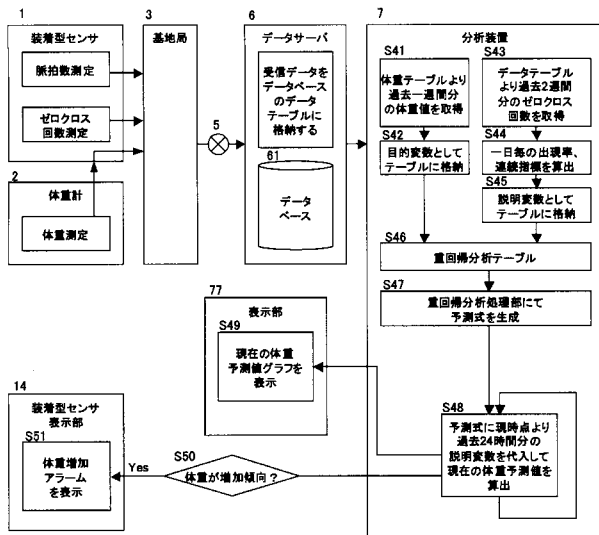 1
装着型センサ
脈拍数測定
ゼロクロス
回数測定
2
体重計
体重測定
3
基地局
5
6
データサーバ
受信データを
データベース
のデータ
テーブルに
格納する
61
データ
ベース
7
分析装置
S41
体重テーブルより
過去一週間分
の体重値を取得
S42
目的変数として
テーブルに格納
S43
データテーブル
より過去2週間
分のゼロクロス
回数を取得
S44
一日毎の出現率、
連続指標を算出
S45
説明変数として
テーブルに格納
S46
重回帰分析テーブル
S47
重回帰分析処理部にて
予測式を生成
77
表示部
S49
現在の体重
予測値グラフを
表示
S48
予測式に現時点より
過去24時間分の
説明変数を代入して
現在の体重予測値を
算出
14
装着型センサ
表示部
S51
体重増加
アラーム
を表示
Yes
S50
体重が増加傾向？